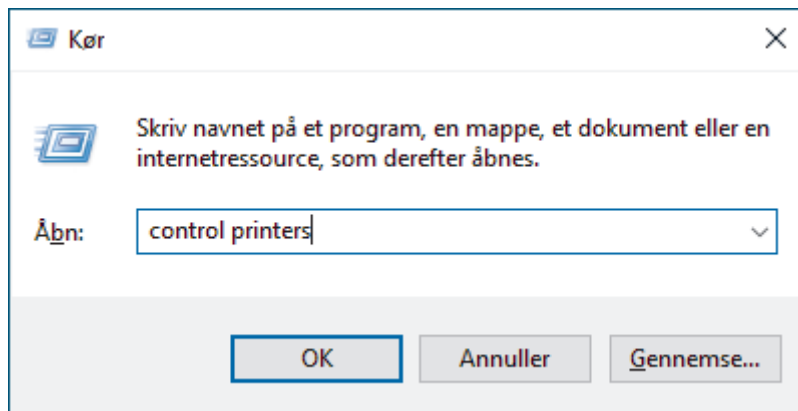 Kør
Skriv navnet på et program, en mappe, et dokument eller en
internetressource, som derefter åbnes.
Åbn: control printers
OK Annuller Gennemse...